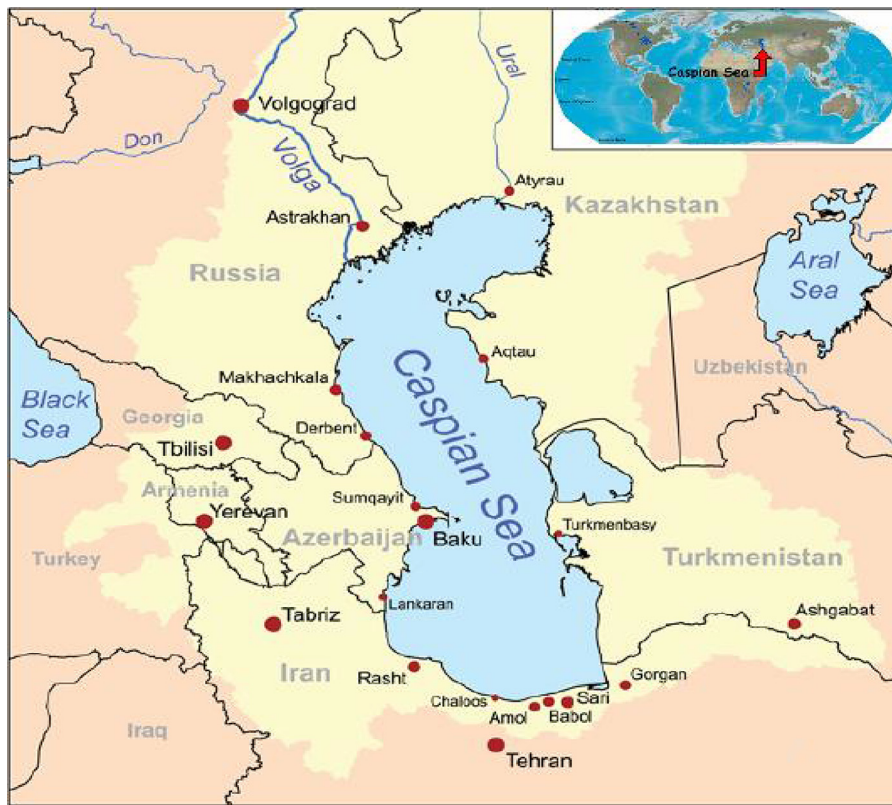 Caspian Sea
Ural
Volgograd
Don
Volga
Atyrau
Kazakhstan
Astrakhan
Russia
Aral
Sea
Aqtau
Uzbekistan
Caspian Sea
Makhachkala
Black
Sea
Georgia
Derbent
Tbilisi
Armenia
Sumqayit
Yerevan
Azerbaijan
Baku
Turkmenbasy
Turkey
Turkmenistan
Lankaran
Tabriz
Ashgabat
Iran
Rasht
Gorgan
Chaloos
Sari
Amol
Babol
Iraq
Tehran